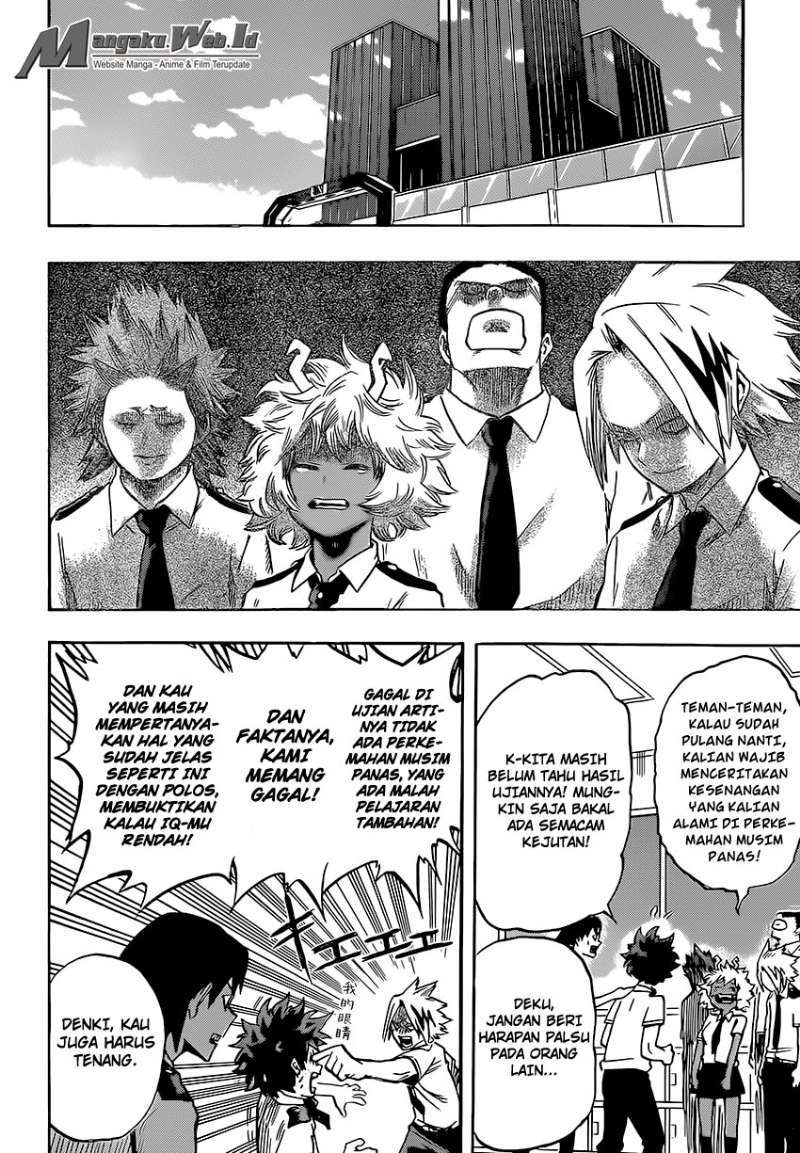 Mangaku.Web.Id
Website Manga - Anime & Film Terupdate
TEMAN-TEMAN,
KALAU SUDAH
PULANG NANTI,
KALIAN WAJIB
MENCERITAKAN
KESENANGAN
YANG KALIAN
ALAMI DI PERKE-
MAHAN MUSIM
PANAS!
K-KITA MASIH
BELUM TAHU HASIL
UJIANNYA! MUNG-
KIN SAJA BAKAL
ADA SEMACAM
KEJUTAN!
DEKU,
JANGAN BERI
HARAPAN PALSU
PADA ORANG
LAIN...
GAGAL DI
UJIAN ARTI-
NYA TIDAK
ADA PERKE-
MAHAN MUSIM
PANAS, YANG
ADA MALAH
PELAJARAN
TAMBAHAN!
DAN
FAKTANYA,
KAMI
MEMANG
GAGAL!
DAN KAU
YANG MASIH
MEMPERTANYA-
KAN HAL YANG
SUDAH JELAS
SEPERTI INI
DENGAN POLOS,
MEMBUKTIKAN
KALAU IQ-MU
RENDAH!
キエエエエ
我的眼睛
DENKI, KAU
JUGA HARUS
TENANG.